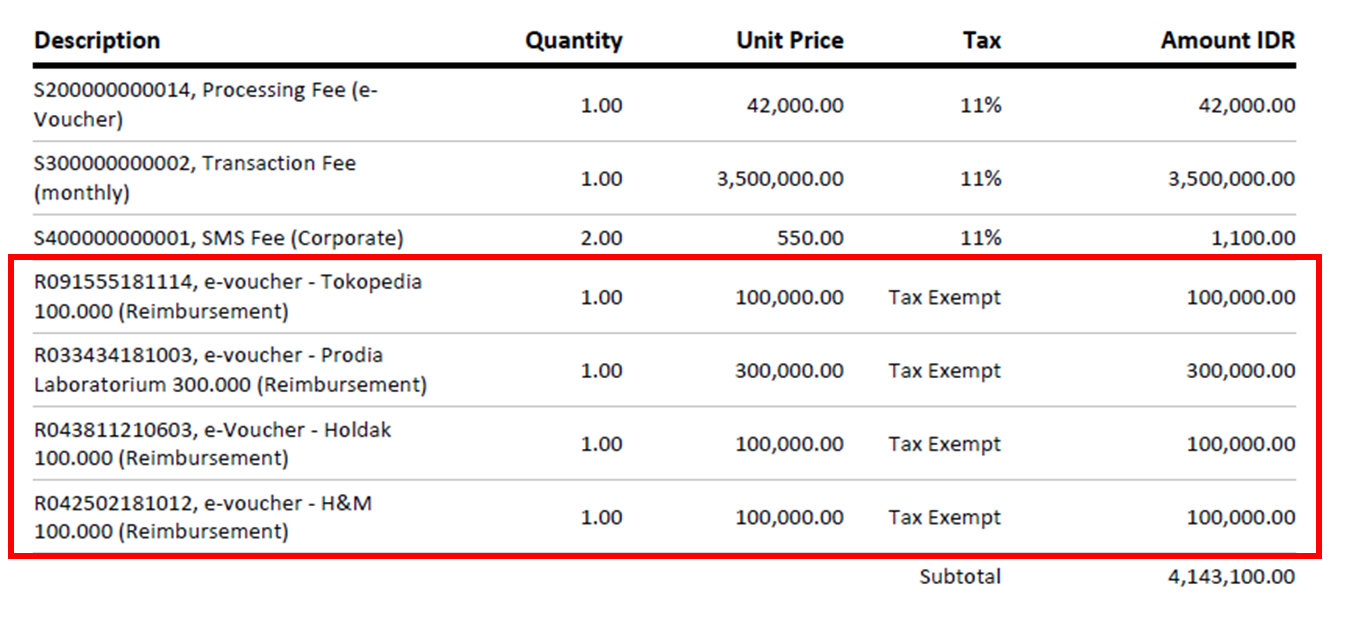 Description Quantity Unit Price Tax Amount IDR
S200000000014, Processing Fee (e-
Voucher) 1.00 42,000.00 11% 42,000.00
S300000000002, Transaction Fee
(monthly) 1.00 3,500,000.00 11% 3,500,000.00
S400000000001, SMS Fee (Corporate) 2.00 550.00 11% 1,100.00
R091555181114, e-voucher - Tokopedia
100.000 (Reimbursement) 1.00 100,000.00 Tax Exempt 100,000.00
R033434181003, e-voucher - Prodia
Laboratorium 300.000 (Reimbursement) 1.00 300,000.00 Tax Exempt 300,000.00
R043811210603, e-Voucher - Holdak
100.000 (Reimbursement) 1.00 100,000.00 Tax Exempt 100,000.00
R042502181012, e-voucher - H&M
100.000 (Reimbursement) 1.00 100,000.00 Tax Exempt 100,000.00
Subtotal 4,143,100.00